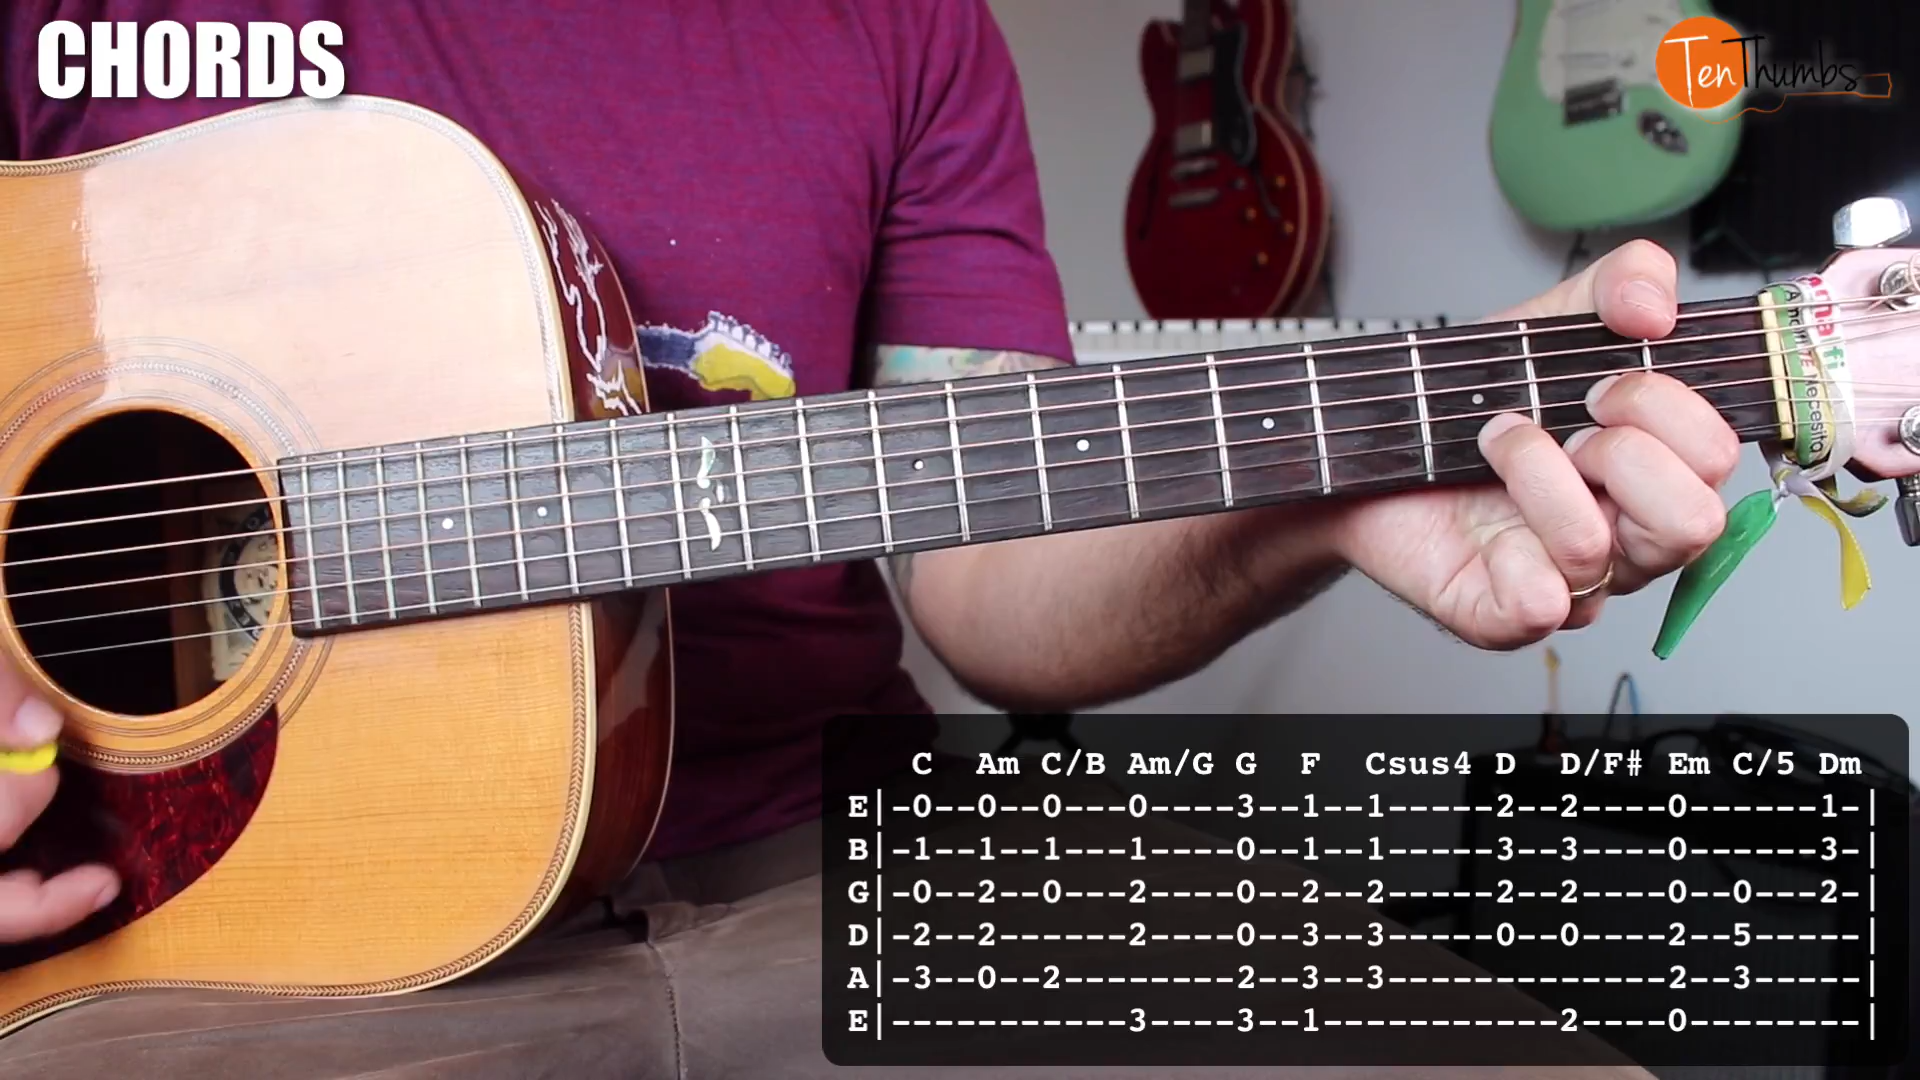 CHORDS
Ten Thumbs
C Am C/B Am/G G F Csus4 D D/F# Em C/5 Dm
E|-0--0--0---0----3--1--1-----2--2----0------1-|
B|-1--1--1---1----0--1--1-----3--3----0------3-|
G|-0--2--0---2----0--2--2-----2--2----0--0---2-|
D|-2--2------2----0--3--3-----0--0----2--5-----|
A|-3--0--2--------2--3--3-------------2--3-----|
E|-----------3----3--1-----------2----0--------|
Necesito